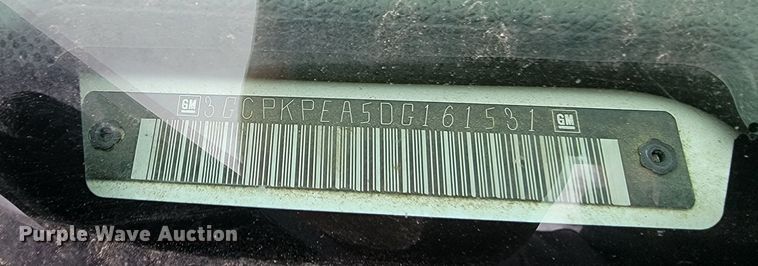 GM 3GCPKPEA5DG161531 GM
Purple Wave Auction